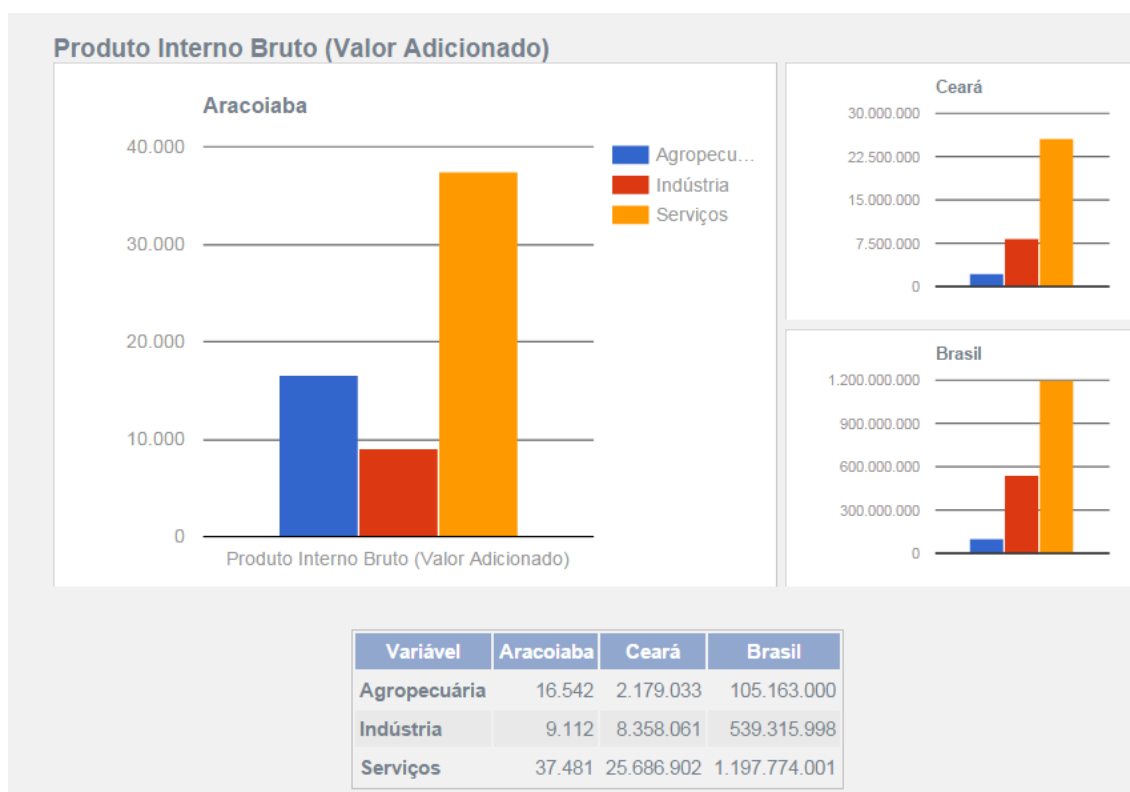 Produto Interno Bruto (Valor Adicionado)
Aracoiaba
40.000
30.000
20.000
10.000
0
Produto Interno Bruto (Valor Adicionado)
Agropecu...
Indústria
Serviços
Ceará
30.000.000
22.500.000
15.000.000
7.500.000
0
Brasil
1.200.000.000
900.000.000
600.000.000
300.000.000
0
Variável Aracoiaba Ceará Brasil
Agropecuária 16.542 2.179.033 105.163.000
Indústria 9.112 8.358.061 539.315.998
Serviços 37.481 25.686.902 1.197.774.001